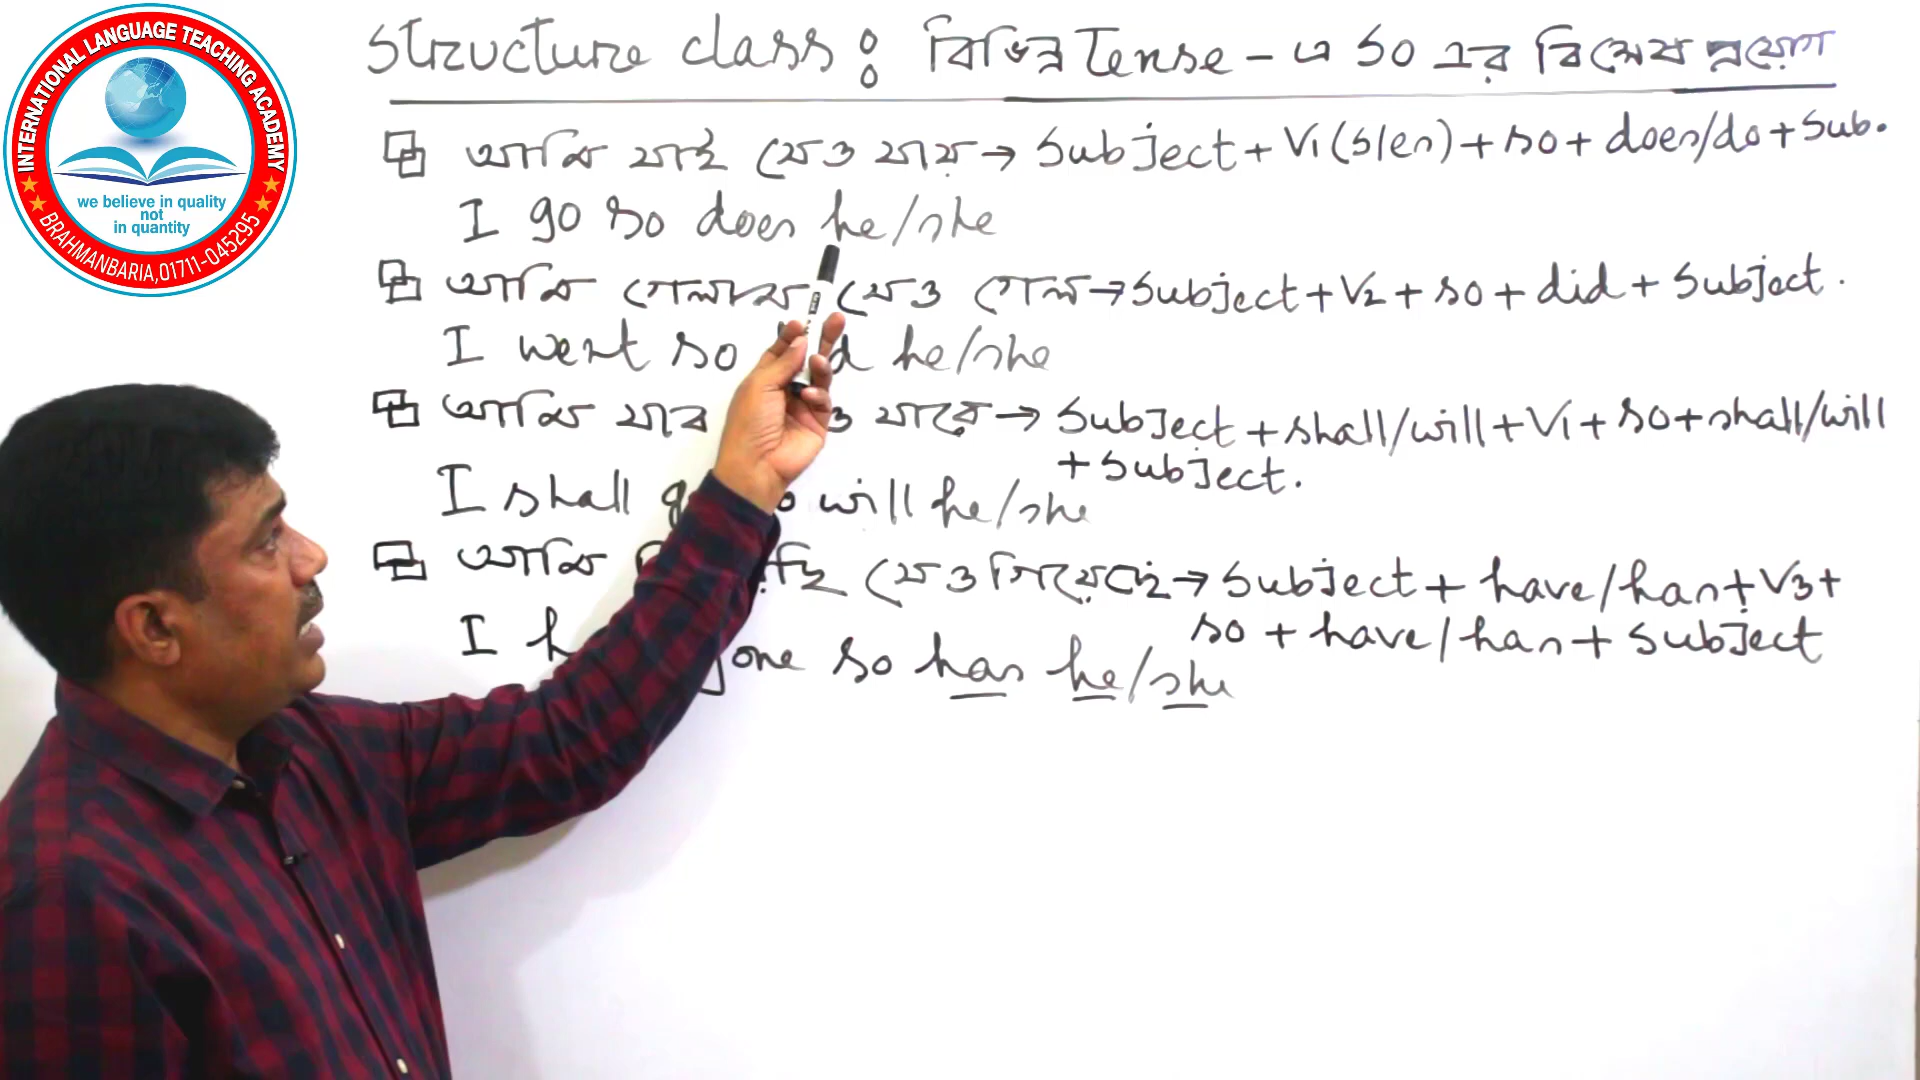 INTERNATIONAL LANGUAGE TEACHING ACADEMY
we believe in quality
not
in quantity
BRAHMANBARIA,01711-045295
Structure class: বিভিন্ন Tense - এ SO এর বিশেষ প্রয়োগ
আমি যাই সেও যায় → Subject + V1 (s/es) + so + does/do + Sub.
I go so does he/she
আমি গেলাম সেও গেল → Subject + V2 + so + did + Subject.
I went so he/she
আমি যাব ও যাবে → Subject + shall/will + V1 + so + shall/will
+ Subject.
I shall will he/she
আমি সেও গিয়েছে → Subject + have/has + V3 +
so + have/has + Subject
I so has he/she